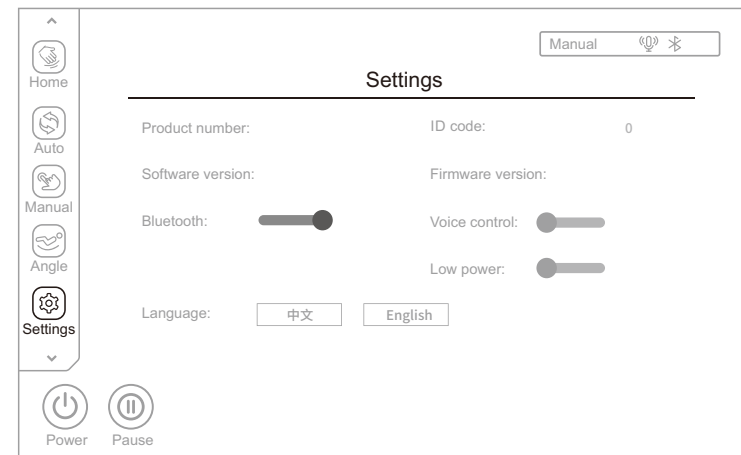 Manual
Home
Settings
Product number:
ID code:
0
Auto
Software version:
Firmware version:
Manual
Bluetooth:
Voice control:
Angle
Low power:
Language:
中文
English
Settings
Power
Pause